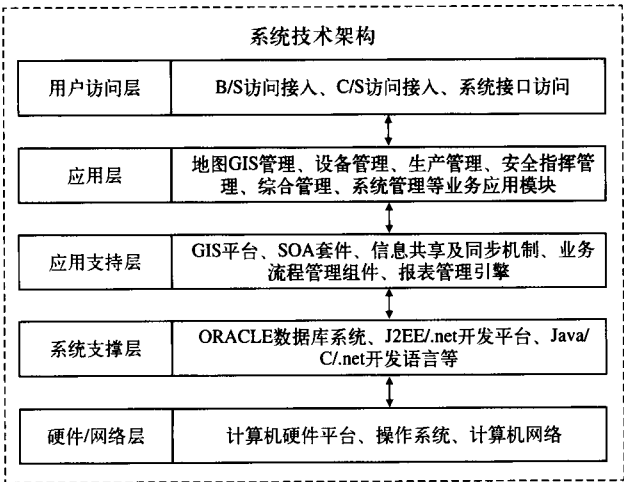 系统技术架构
用户访问层
B/S访问接入、C/S访问接入、系统接口访问
应用层
地图GIS管理、设备管理、生产管理、安全指挥管
理、综合管理、系统管理等业务应用模块
应用支持层
GIS平台、SOA套件、信息共享及同步机制、业务
流程管理组件、报表管理引擎
系统支撑层
ORACLE数据库系统、J2EE/.net开发平台、Java/
C/.net开发语言等
硬件/网络层
计算机硬件平台、操作系统、计算机网络